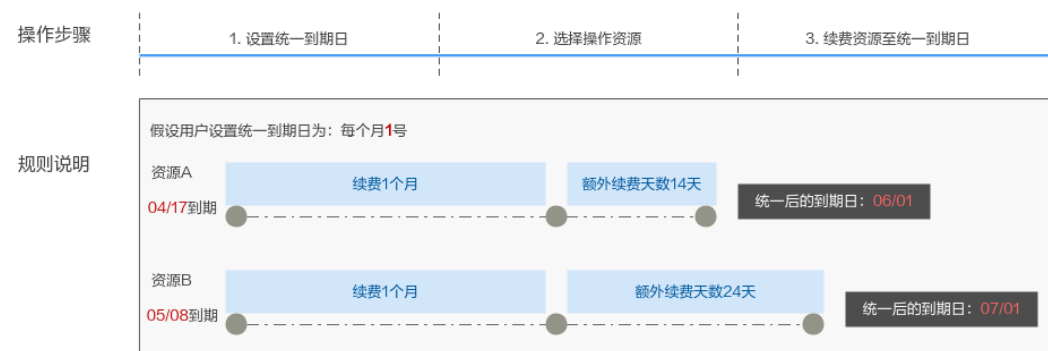 操作步骤
1. 设置统一到期日
2. 选择操作资源
3. 续费资源至统一到期日
规则说明
假设用户设置统一到期日为：每个月1号
资源A
04/17到期
续费1个月
额外续费天数14天
统一后的到期日：06/01
资源B
05/08到期
续费1个月
额外续费天数24天
统一后的到期日：07/01